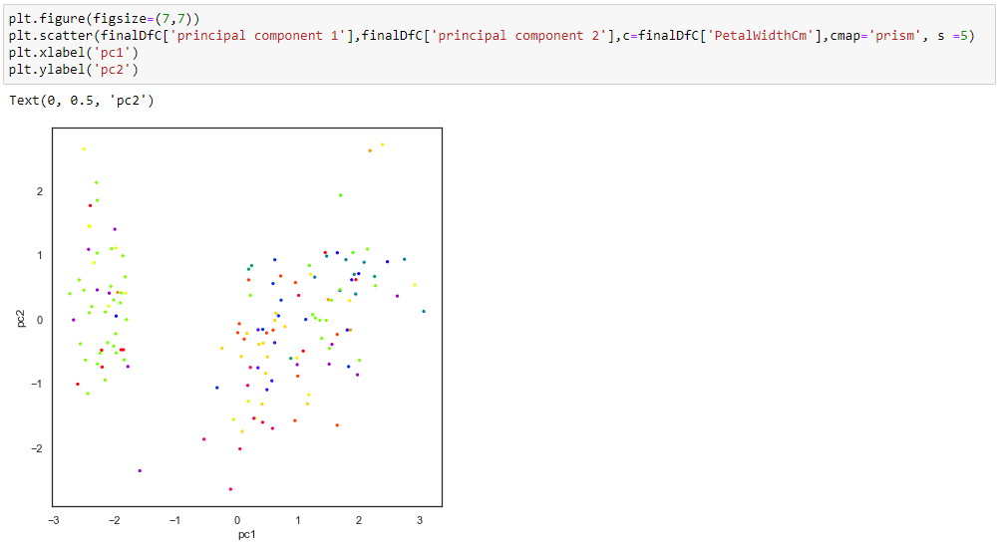 plt.figure(figsize=(7,7))
plt.scatter(finalDfC['principal component 1'],finalDfC['principal component 2'],c=finalDfC['PetalWidthCm'],cmap='prism', s =5)
plt.xlabel('pc1')
plt.ylabel('pc2')
Text(0, 0.5, 'pc2')
2
1
0
−1
−2
pc2
−3 −2 −1 0 1 2 3
pc1